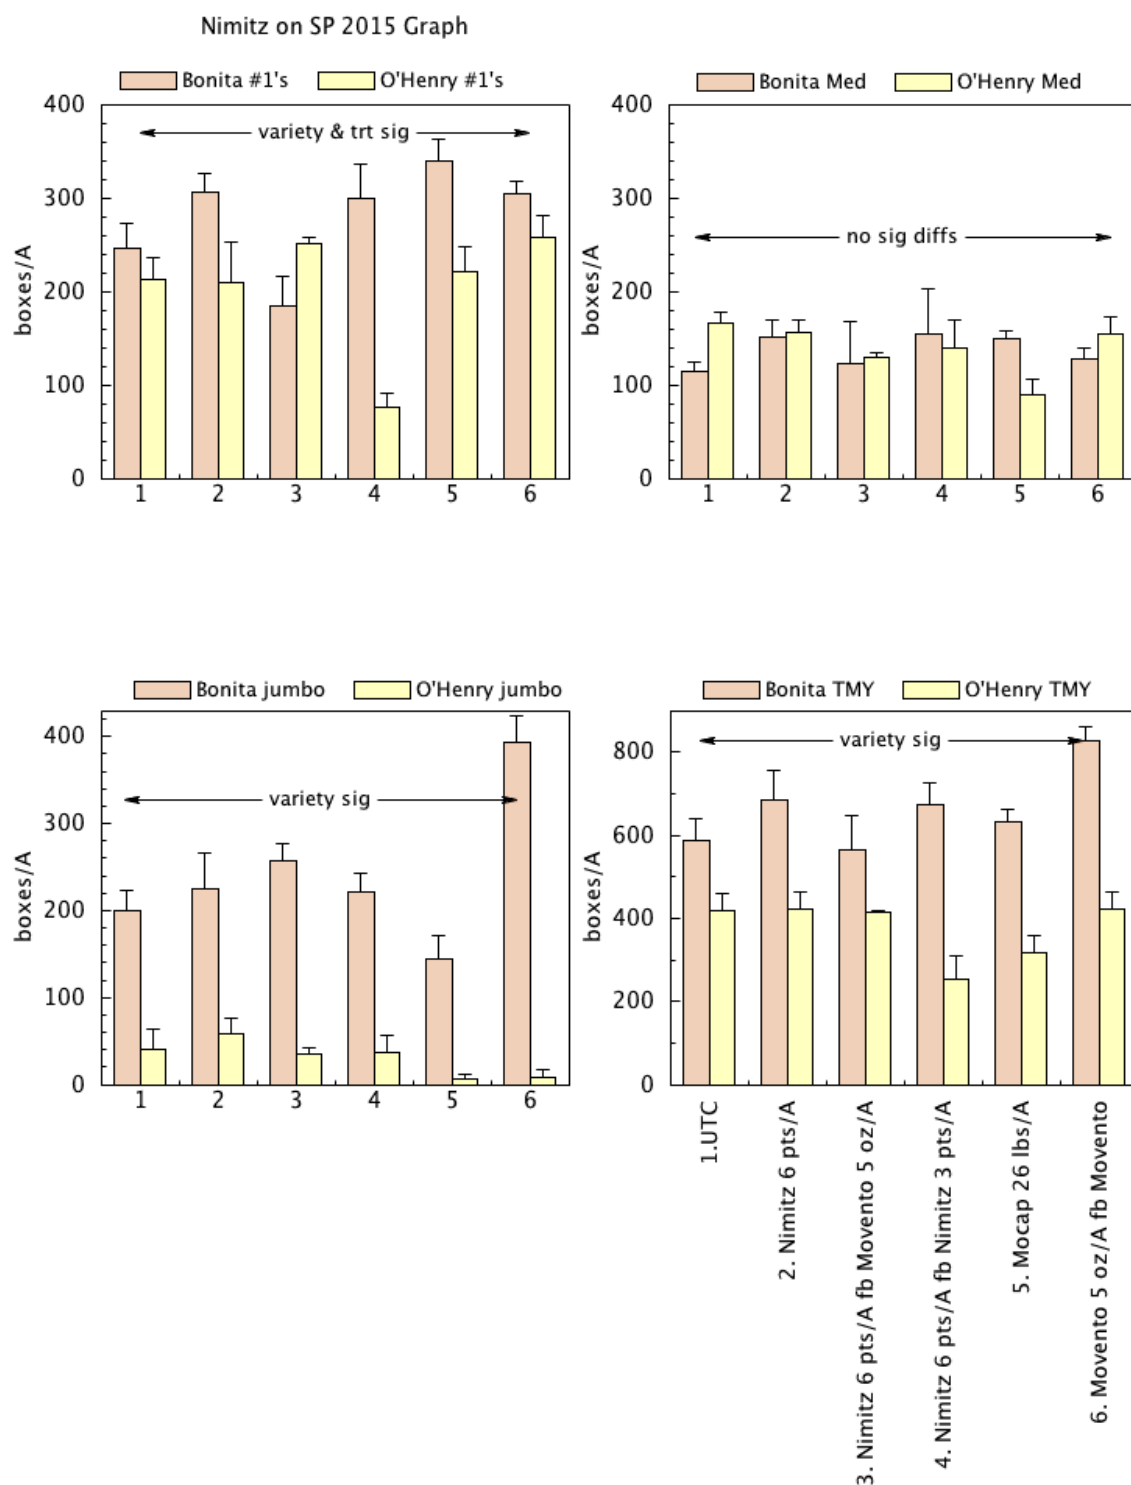 Nimitz on SP 2015 Graph
Bonita #1's
O'Henry #1's
400
300
200
100
0
boxes/A
variety & trt sig
1 2 3 4 5 6
Bonita Med
O'Henry Med
400
300
200
100
0
boxes/A
no sig diffs
1 2 3 4 5 6
Bonita jumbo
O'Henry jumbo
400
300
200
100
0
boxes/A
variety sig
1 2 3 4 5 6
Bonita TMY
O'Henry TMY
800
600
400
200
0
boxes/A
variety sig
1.UTC
2. Nimitz 6 pts/A
3. Nimitz 6 pts/A fb Movento 5 oz/A
4. Nimitz 6 pts/A fb Nimitz 3 pts/A
5. Mocap 26 lbs/A
6. Movento 5 oz/A fb Movento